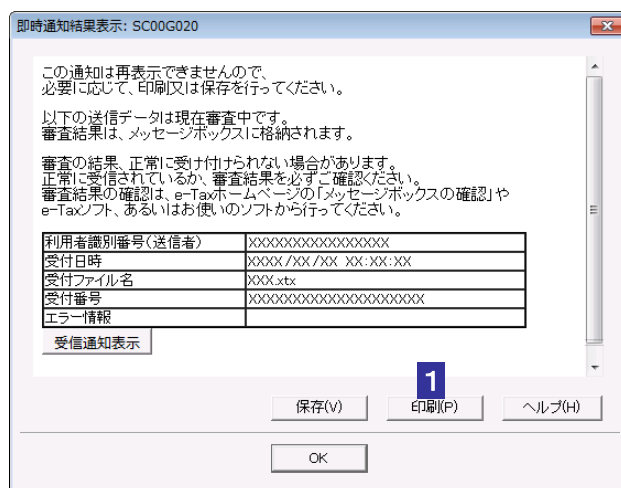 即時通知結果表示: SC00G020
この通知は再表示できませんので、
必要に応じて、印刷又は保存を行ってください。
以下の送信データは現在審査中です。
審査結果は、メッセージボックスに格納されます。
審査の結果、正常に受け付けられない場合があります。
正常に受信されているか、審査結果を必ずご確認ください。
審査結果の確認は、e-Taxホームページの「メッセージボックスの確認」や
e-Taxソフト、あるいはお使いのソフトから行ってください。
利用者識別番号(送信者) XXXXXXXXXXXXXXXX
受付日時 XXXX/XX/XX XX:XX:XX
受付ファイル名 XXX.xtx
受付番号 XXXXXXXXXXXXXXXXXXXX
エラー情報
受信通知表示
1
保存(V) 印刷(P) ヘルプ(H)
OK